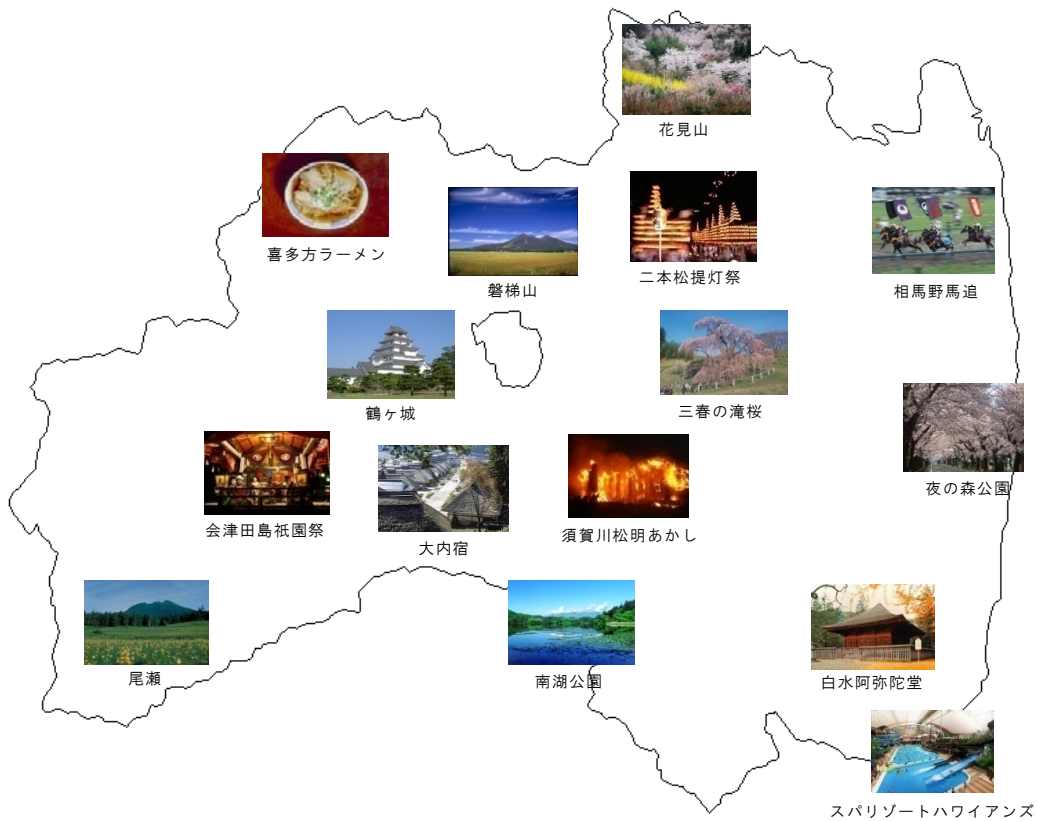 花見山
喜多方ラーメン
磐梯山
二本松提灯祭
相馬野馬追
鶴ヶ城
三春の滝桜
夜の森公園
会津田島祇園祭
大内宿
須賀川松明あかし
尾瀬
南湖公園
白水阿弥陀堂
スパリゾートハワイアンズ